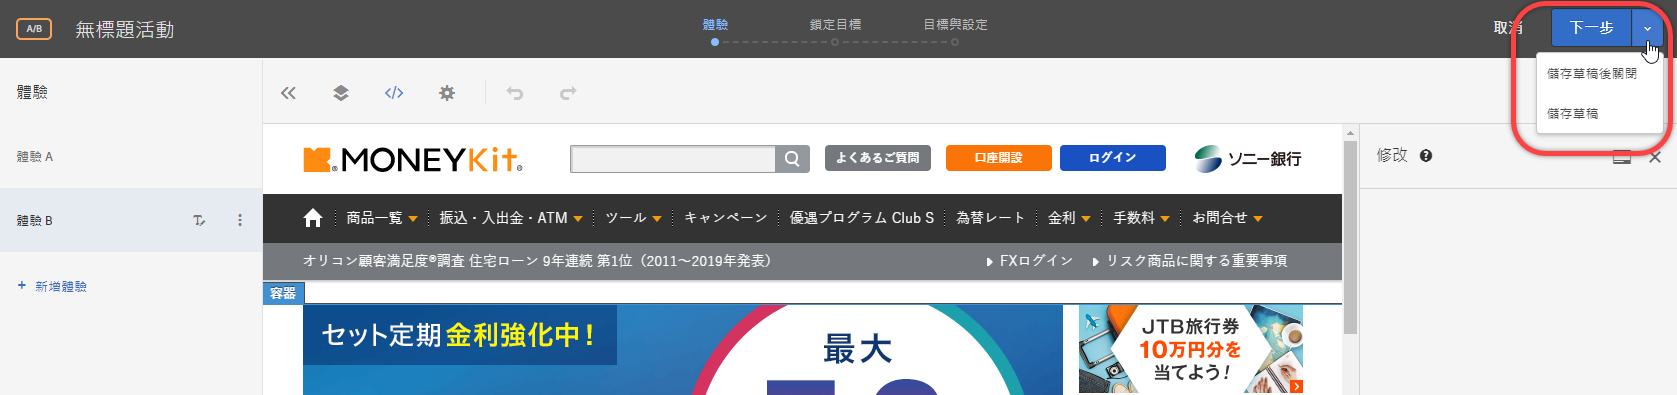 A/B 無標題活動
體驗 鎖定目標 目標與設定
取消 下一步
儲存草稿後關閉
儲存草稿
體驗
體驗 A
體驗 B
+ 新增體驗
修改
MONEYKit
よくあるご質問 口座開設 ログイン ソニー銀行
商品一覧 振込・入出金・ATM ツール キャンペーン 優遇プログラム Club S 為替レート 金利 手数料 お問合せ
オリコン顧客満足度®調査 住宅ローン 9年連続 第1位（2011～2019年発表） FXログイン リスク商品に関する重要事項
容器
セット定期 金利強化中！
最大
JTB旅行券
10万円分を
当てよう！